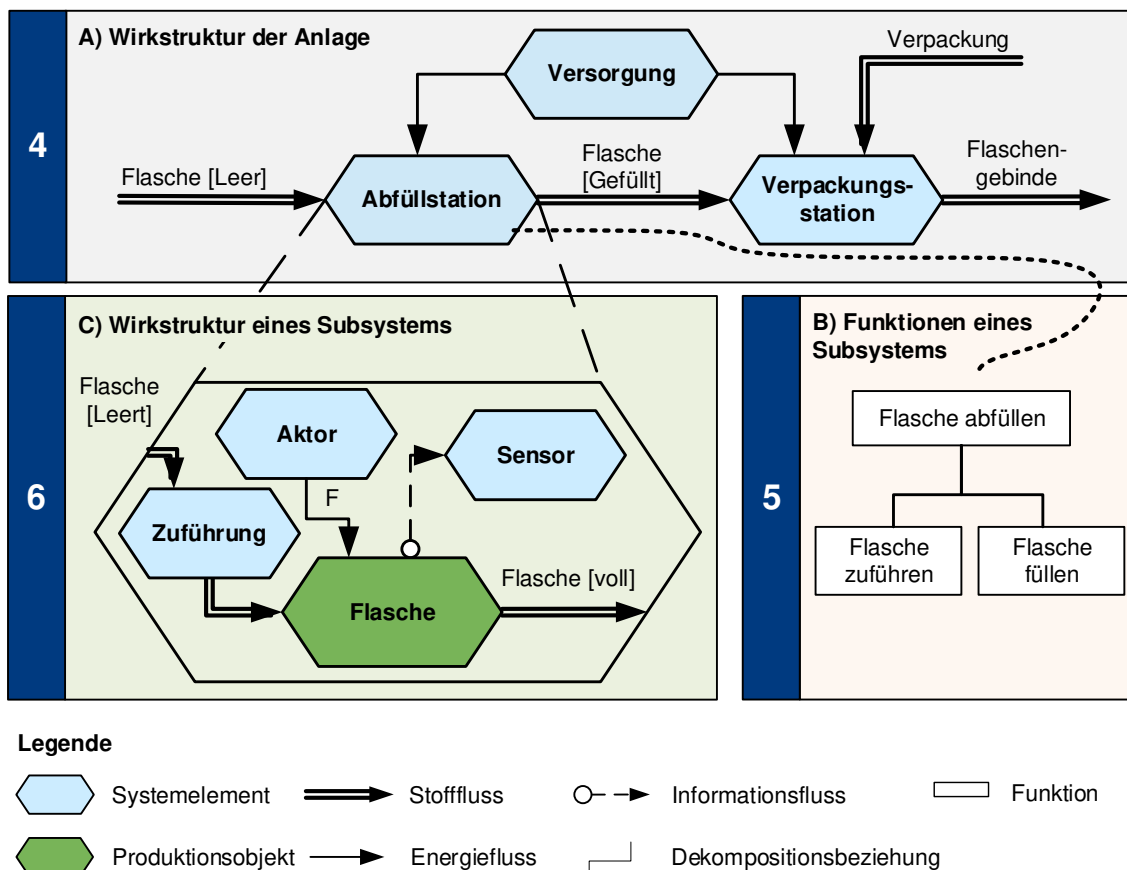 4
A) Wirkstruktur der Anlage
Versorgung
Verpackung
Flasche [Leer]
Abfüllstation
Flasche
[Gefüllt]
Verpackungs-
station
Flaschen-
gebinde
6
C) Wirkstruktur eines Subsystems
Flasche
[Leert]
Aktor
Sensor
F
Zuführung
Flasche
Flasche [voll]
5
B) Funktionen eines
Subsystems
Flasche abfüllen
Flasche
zuführen
Flasche
füllen
Legende
Systemelement
Stofffluss
Informationsfluss
Funktion
Produktionsobjekt
Energiefluss
Dekompositionsbeziehung